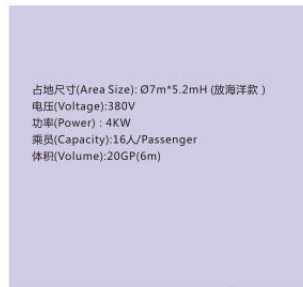 占地尺寸(Area Size): Ø7m*5.2mH (放海洋款 )
电压(Voltage):380V
功率(Power) : 4KW
乘员(Capacity):16人/Passenger
体积(Volume):20GP(6m)